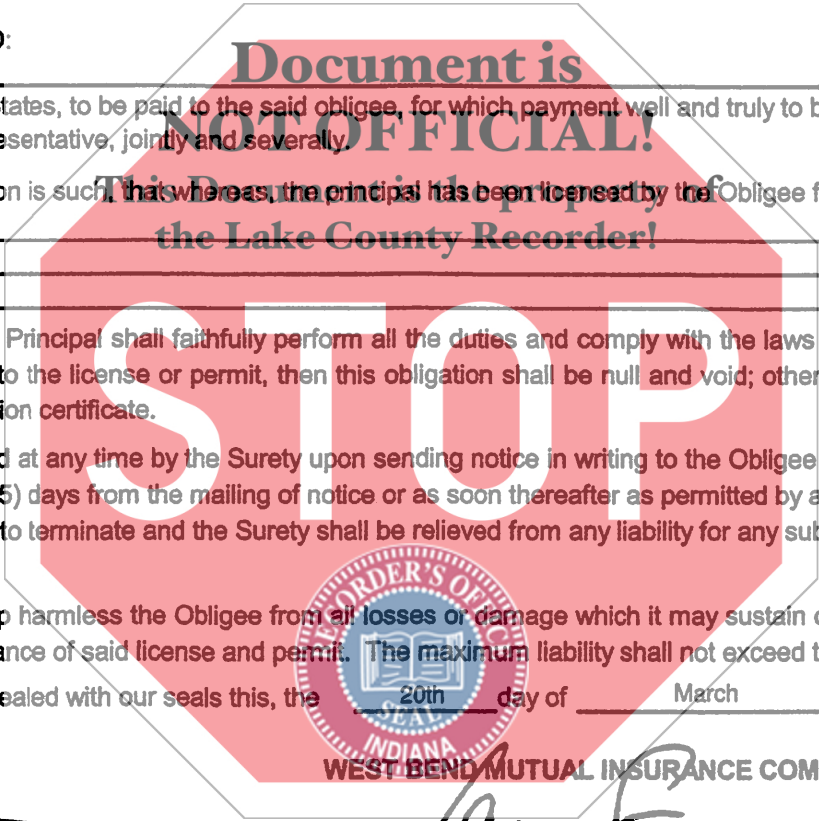 Document is
tates, to be paid to the said obligee, for which payment well and truly to b
NOT OFFICIAL!
esentative, jointly and severally.
on is such, that whereas, the principal has been licensed by the Obligee f
This Document is the property of
the Lake County Recorder!
STOP
Principal shall faithfully perform all the duties and comply with the laws
to the license or permit, then this obligation shall be null and void; other
ion certificate.
d at any time by the Surety upon sending notice in writing to the Obligee
5) days from the mailing of notice or as soon thereafter as permitted by a
to terminate and the Surety shall be relieved from any liability for any sub
RECORDER'S OFFICE
p harmless the Obligee from all losses or damage which it may sustain
ance of said license and permit. The maximum liability shall not exceed t
ealed with our seals this, the 20th day of March
SEAL
INDIANA
WEST BEND MUTUAL INSURANCE COM